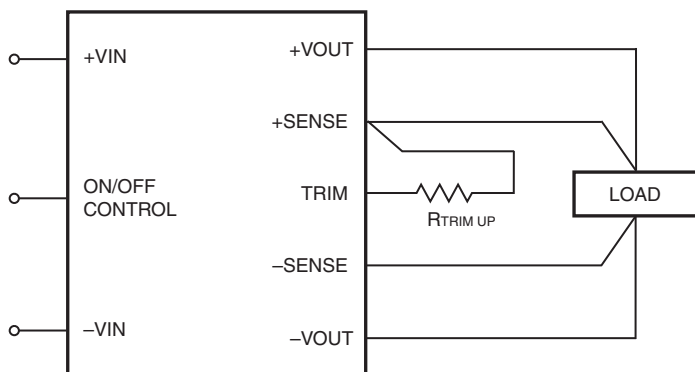 +VIN
ON/OFF
CONTROL
–VIN
+VOUT
+SENSE
TRIM
–SENSE
–VOUT
RTRIM UP
LOAD